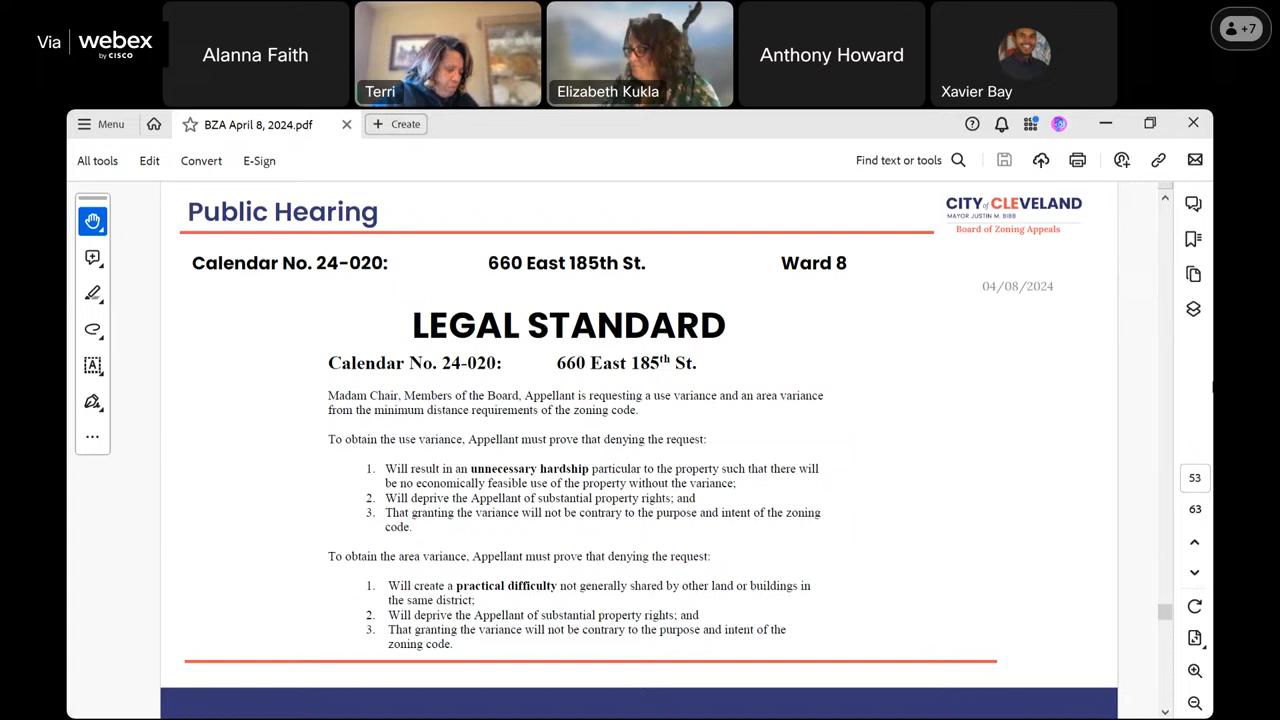 Via webex
by CISCO
Alanna Faith
Terri
Elizabeth Kukla
Anthony Howard
Xavier Bay
+7
Menu
BZA April 8, 2024.pdf
Create
All tools
Edit
Convert
E-Sign
Find text or tools
Public Hearing
CITY of CLEVELAND
MAYOR JUSTIN M. BIBB
Board of Zoning Appeals
Calendar No. 24-020: 660 East 185th St. Ward 8
04/08/2024
LEGAL STANDARD
Calendar No. 24-020: 660 East 185th St.
Madam Chair, Members of the Board, Appellant is requesting a use variance and an area variance
from the minimum distance requirements of the zoning code.
To obtain the use variance, Appellant must prove that denying the request:
1. Will result in an unnecessary hardship particular to the property such that there will
be no economically feasible use of the property without the variance;
2. Will deprive the Appellant of substantial property rights; and
3. That granting the variance will not be contrary to the purpose and intent of the zoning
code.
To obtain the area variance, Appellant must prove that denying the request:
1. Will create a practical difficulty not generally shared by other land or buildings in
the same district;
2. Will deprive the Appellant of substantial property rights; and
3. That granting the variance will not be contrary to the purpose and intent of the
zoning code.
53
63